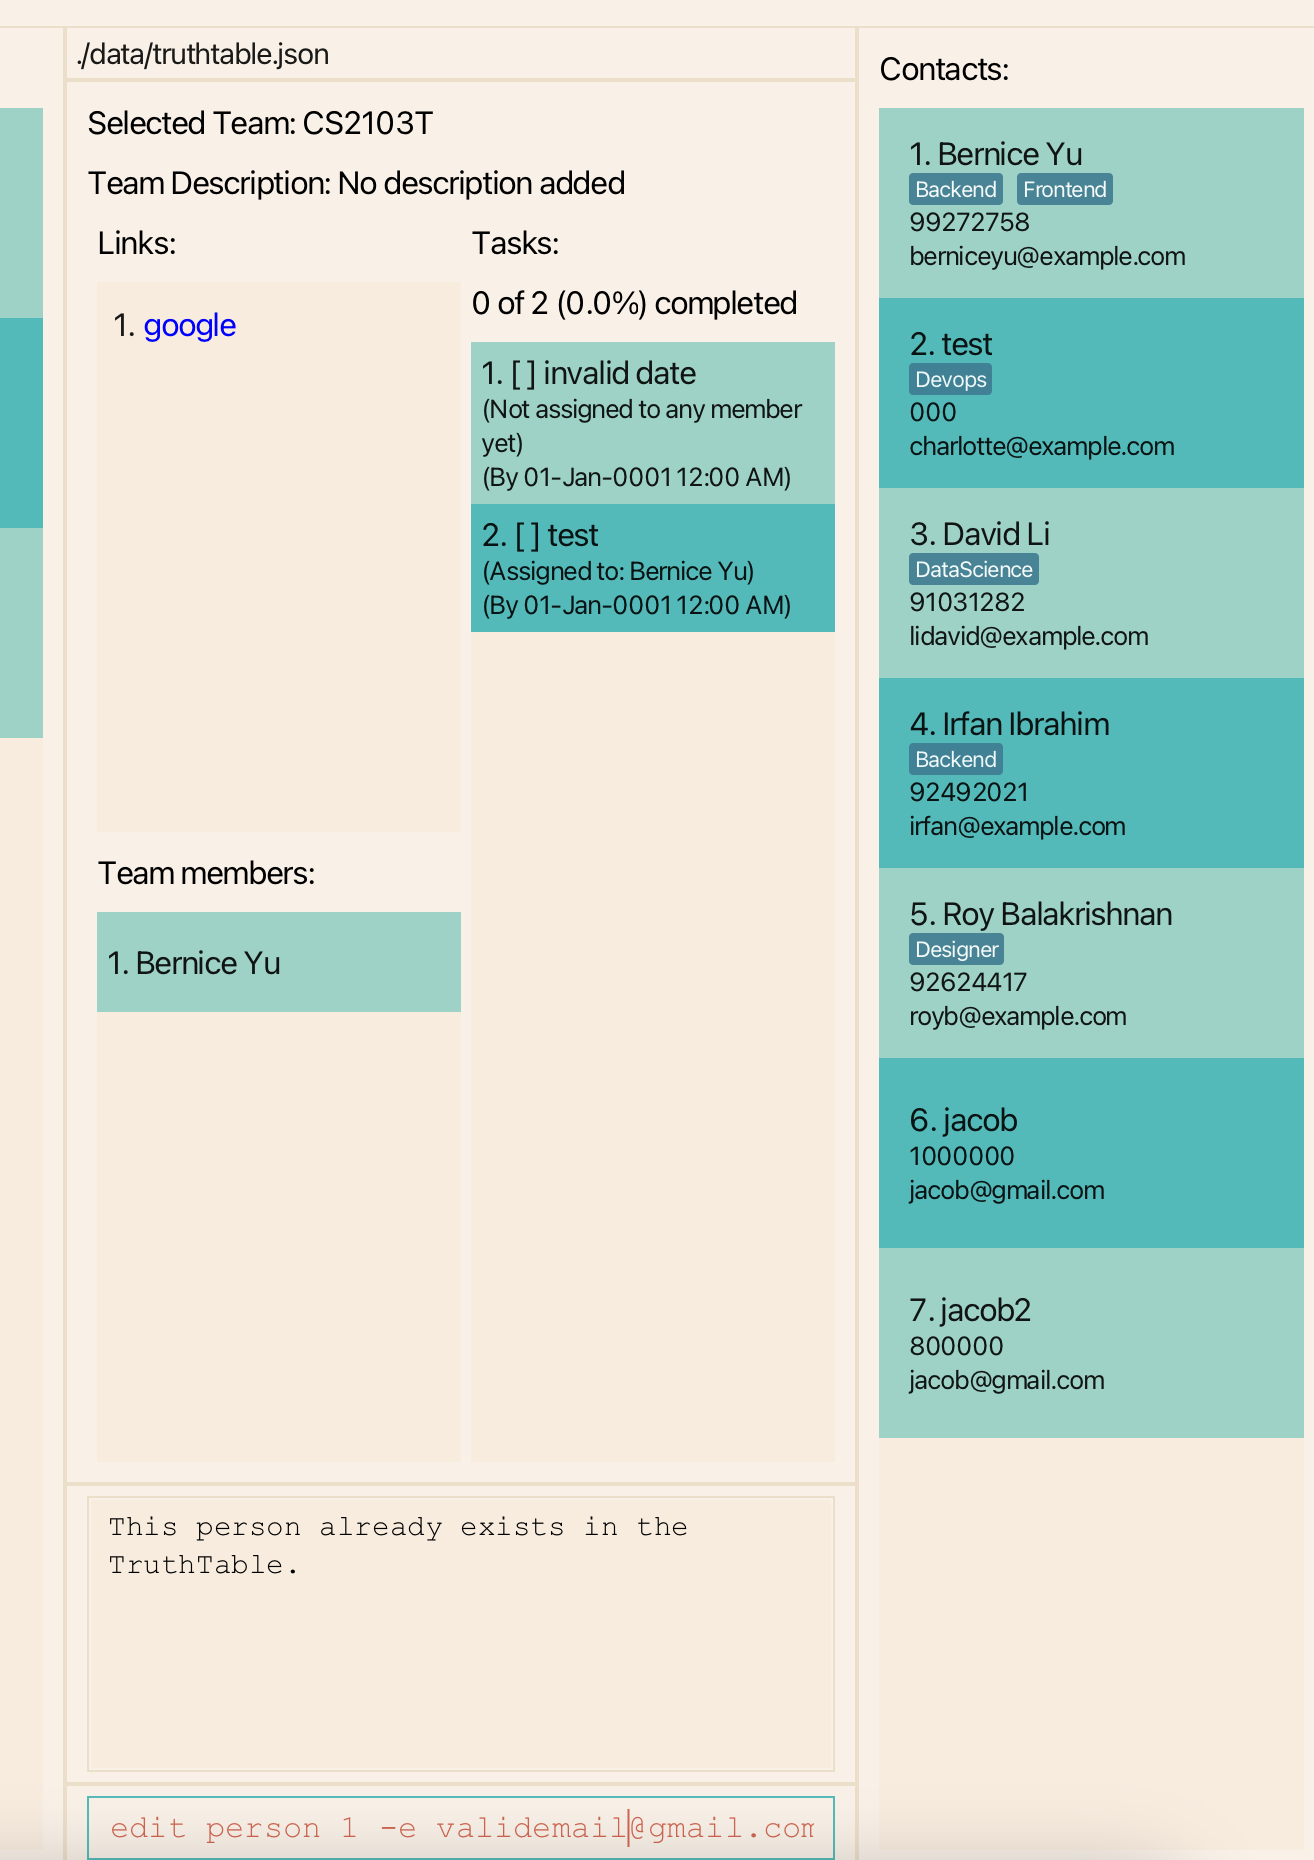 ./data/truthtable.json
Selected Team: CS2103T
Team Description: No description added
Links:
1. google
Team members:
1. Bernice Yu
Tasks:
0 of 2 (0.0%) completed
1. [ ] invalid date
(Not assigned to any member
yet)
(By 01-Jan-0001 12:00 AM)
2. [ ] test
(Assigned to: Bernice Yu)
(By 01-Jan-0001 12:00 AM)
This person already exists in the
TruthTable.
edit person 1 -e validemail@gmail.com
Contacts:
1. Bernice Yu
Backend Frontend
99272758
berniceyu@example.com
2. test
Devops
000
charlotte@example.com
3. David Li
DataScience
91031282
lidavid@example.com
4. Irfan Ibrahim
Backend
92492021
irfan@example.com
5. Roy Balakrishnan
Designer
92624417
royb@example.com
6. jacob
1000000
jacob@gmail.com
7. jacob2
800000
jacob@gmail.com